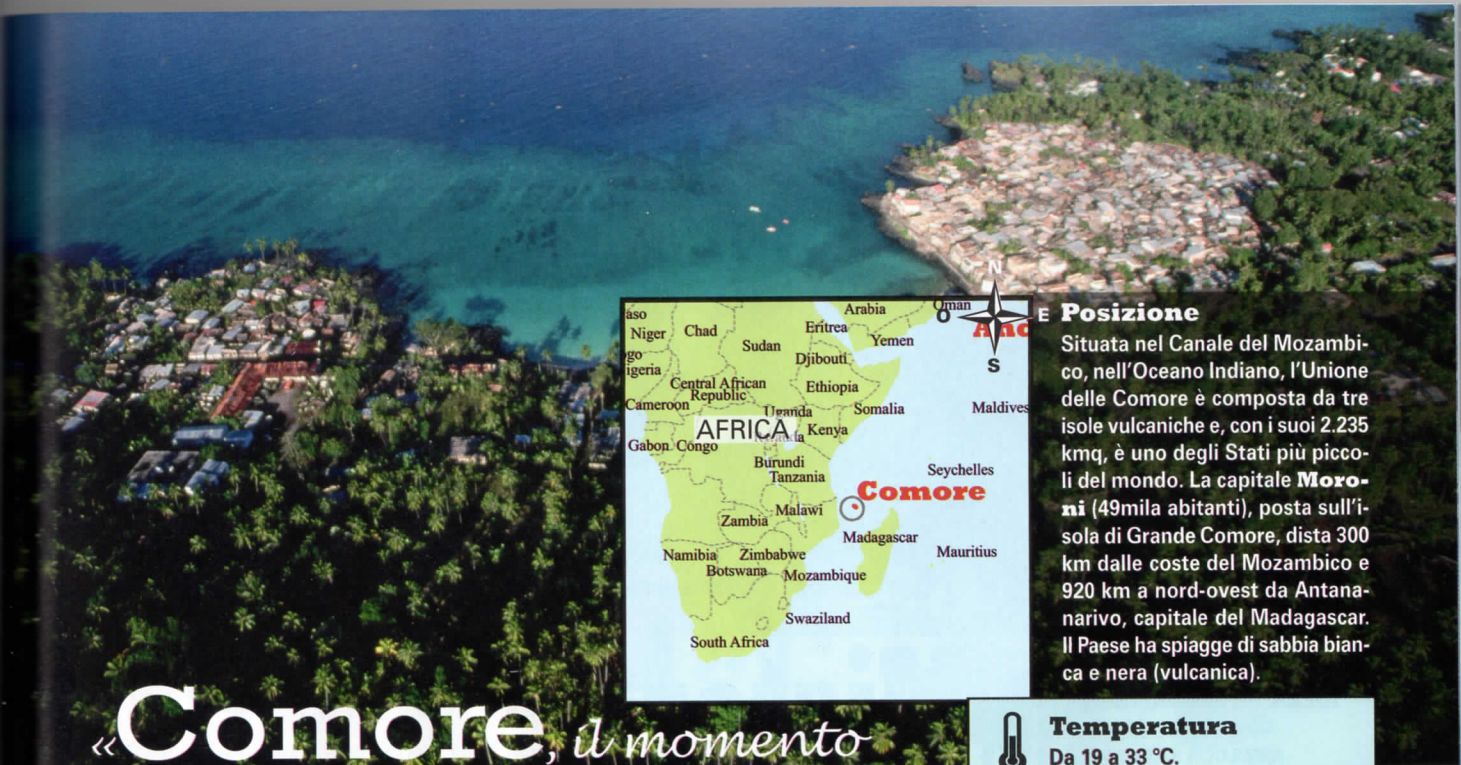 Posizione
Situata nel Canale del Mozambi-
co, nell'Oceano Indiano, l'Unione
delle Comore è composta da tre
isole vulcaniche e, con i suoi 2.235
kmq, è uno degli Stati più picco-
li del mondo. La capitale Moro-
ni (49mila abitanti), posta sull'i-
sola di Grande Comore, dista 300
km dalle coste del Mozambico e
920 km a nord-ovest da Antana-
narivo, capitale del Madagascar.
Il Paese ha spiagge di sabbia bian-
ca e nera (vulcanica).
N
O
E
S
aso
Arabia
Oman
Niger
Chad
Eritrea
Yemen
Sudan
go
Djibouti
igeria
Central African
Republic
Ethiopia
Cameroon
Uganda
Somalia
Maldives
AFRICA
Kenya
Gabon
Congo
Burundi
Seychelles
Tanzania
Comore
Malawi
Zambia
Madagascar
Mauritius
Namibia
Zimbabwe
Botswana
Mozambique
Swaziland
South Africa
«Comore, il momento
Temperatura
Da 19 a 33 °C.